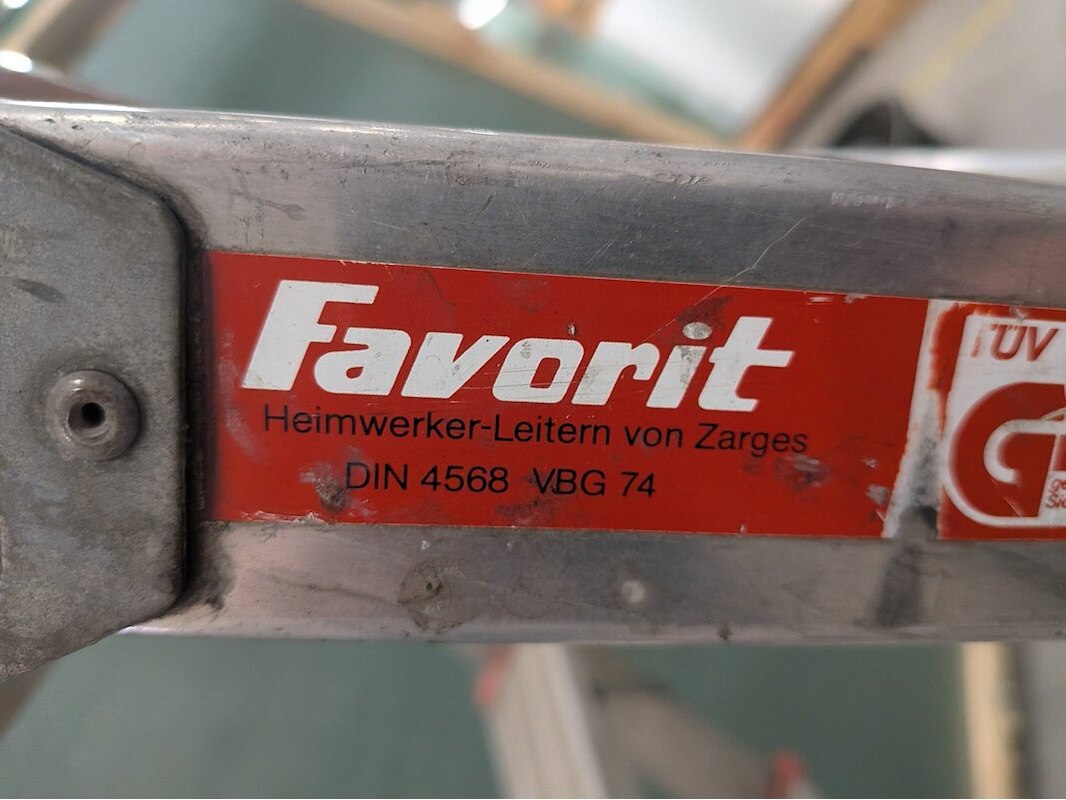 Favorit
Heimwerker-Leitern von Zarges
DIN 4568 VBG 74
TÜV
G